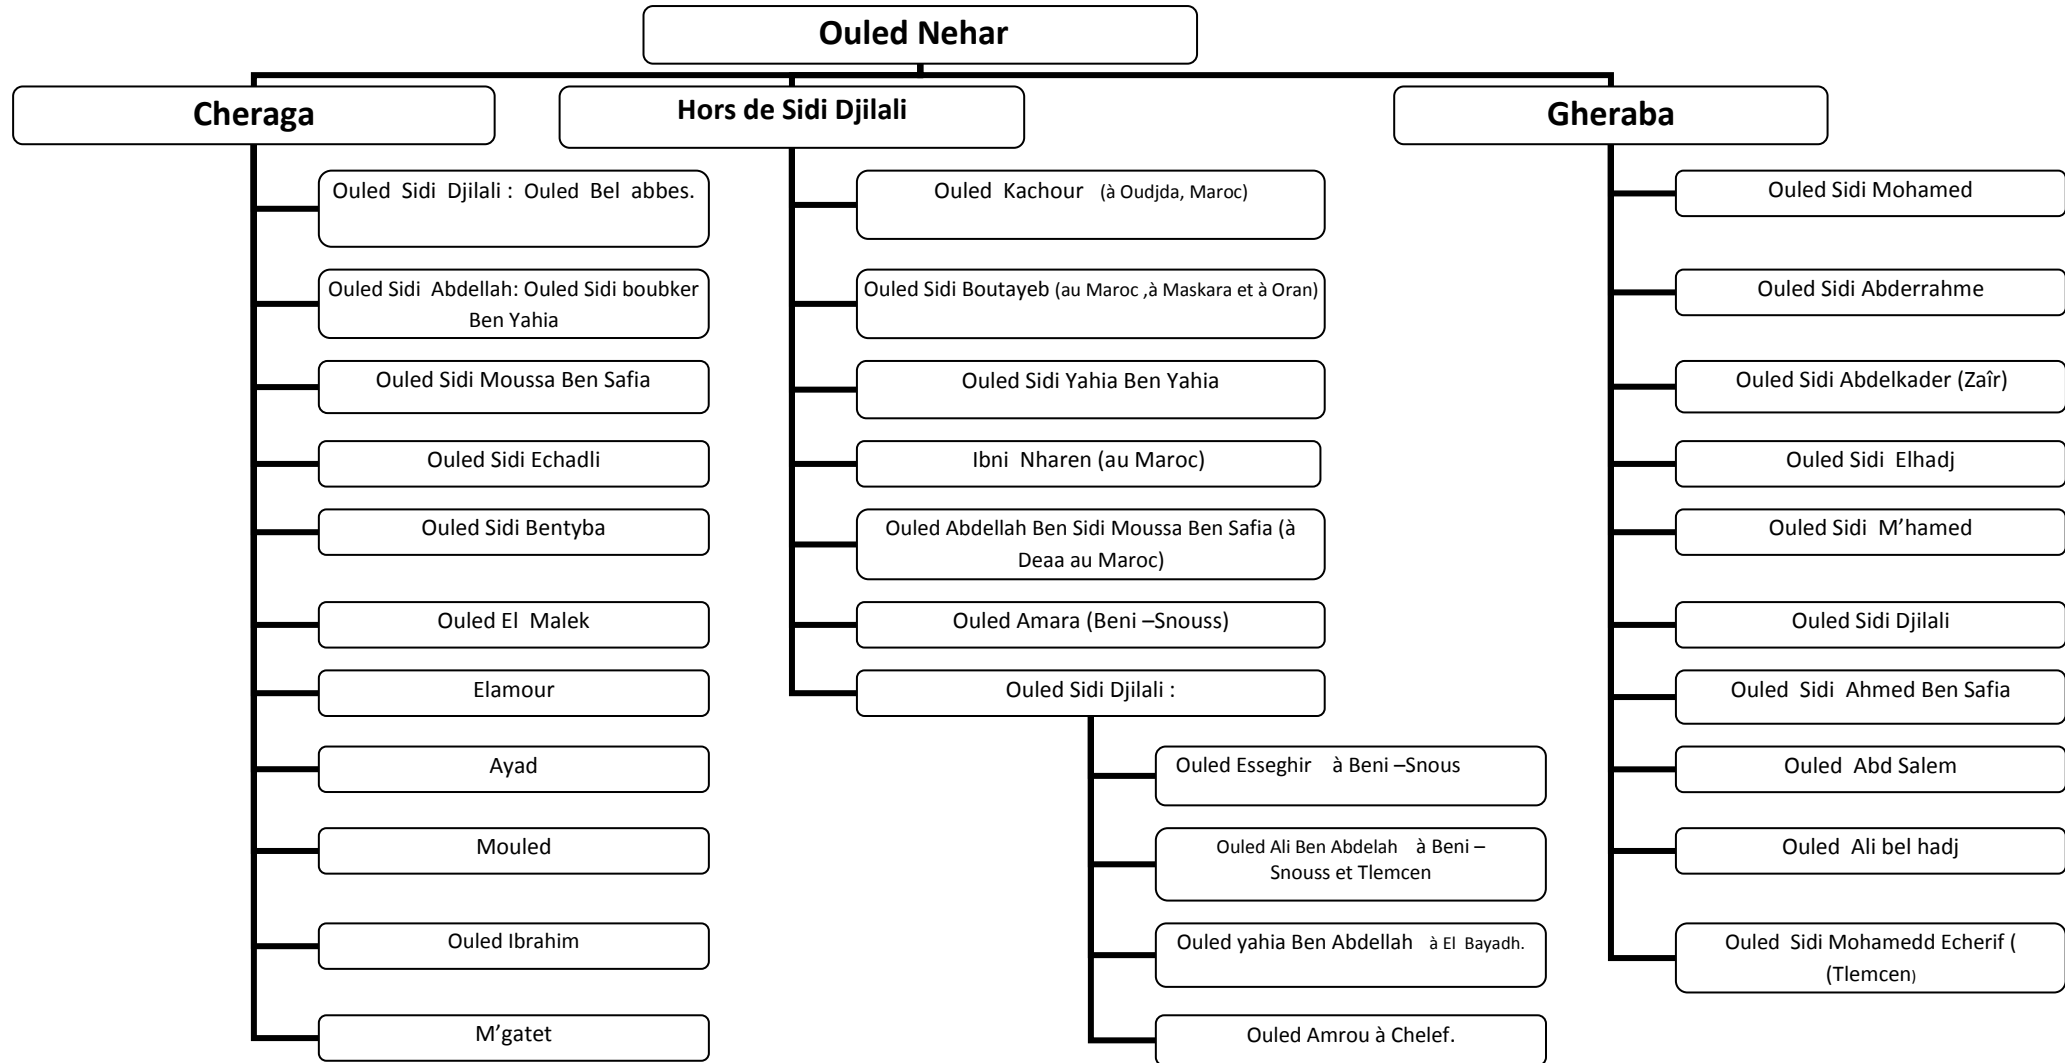 Ouled Nehar
Cheraga
Ouled Sidi Djilali : Ouled Bel abbes.
Ouled Sidi Abdellah: Ouled Sidi boubker
Ben Yahia
Ouled Sidi Moussa Ben Safia
Ouled Sidi Echadli
Ouled Sidi Bentyba
Ouled El Malek
Elamour
Ayad
Mouled
Ouled Ibrahim
M’gatet
Hors de Sidi Djilali
Ouled Kachour (à Oudjda, Maroc)
Ouled Sidi Boutayeb (au Maroc ,à Maskara et à Oran)
Ouled Sidi Yahia Ben Yahia
Ibni Nharen (au Maroc)
Ouled Abdellah Ben Sidi Moussa Ben Safia (à
Deaa au Maroc)
Ouled Amara (Beni –Snouss)
Ouled Sidi Djilali :
Ouled Esseghir à Beni –Snous
Ouled Ali Ben Abdelah à Beni –
Snouss et Tlemcen
Ouled yahia Ben Abdellah à El Bayadh.
Ouled Amrou à Chelef.
Gheraba
Ouled Sidi Mohamed
Ouled Sidi Abderrahme
Ouled Sidi Abdelkader (Zaîr)
Ouled Sidi Elhadj
Ouled Sidi M’hamed
Ouled Sidi Djilali
Ouled Sidi Ahmed Ben Safia
Ouled Abd Salem
Ouled Ali bel hadj
Ouled Sidi Mohamedd Echerif (
(Tlemcen)